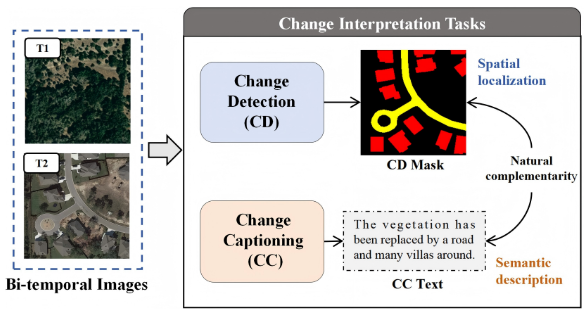 Change Interpretation Tasks
T1
T2
Bi-temporal Images
Change
Detection
(CD)
CD Mask
Spatial
localization
Natural
complementarity
Change
Captioning
(CC)
The vegetation has
been replaced by a road
and many villas around.
CC Text
Semantic
description